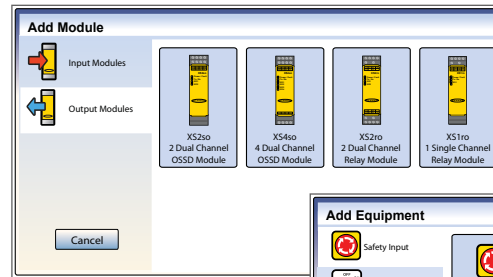 Add Module
Input Modules
Output Modules
XS2so
2 Dual Channel
OSSD Module
XS4so
4 Dual Channel
OSSD Module
XS2ro
2 Dual Channel
Relay Module
XS1ro
1 Single Channel
Relay Module
Cancel
Add Equipment
Safety Input
OFF